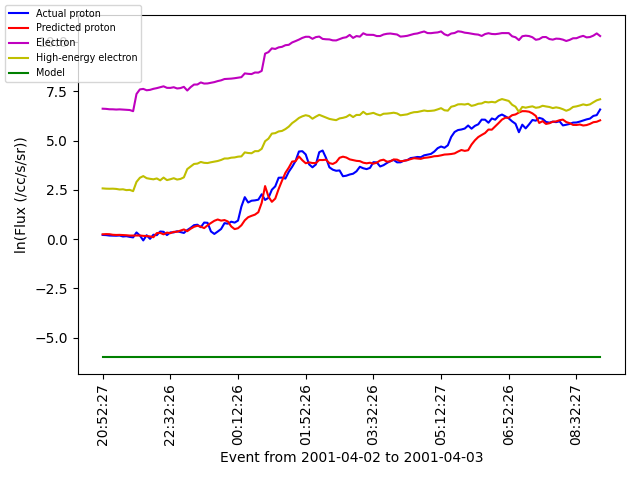 Actual proton
Predicted proton
Electron
High-energy electron
Model
7.5
5.0
2.5
0.0
−2.5
−5.0
ln(Flux (/cc/s/sr))
20:52:27
22:32:26
00:12:26
01:52:26
03:32:26
05:12:27
06:52:26
08:32:27
Event from 2001-04-02 to 2001-04-03